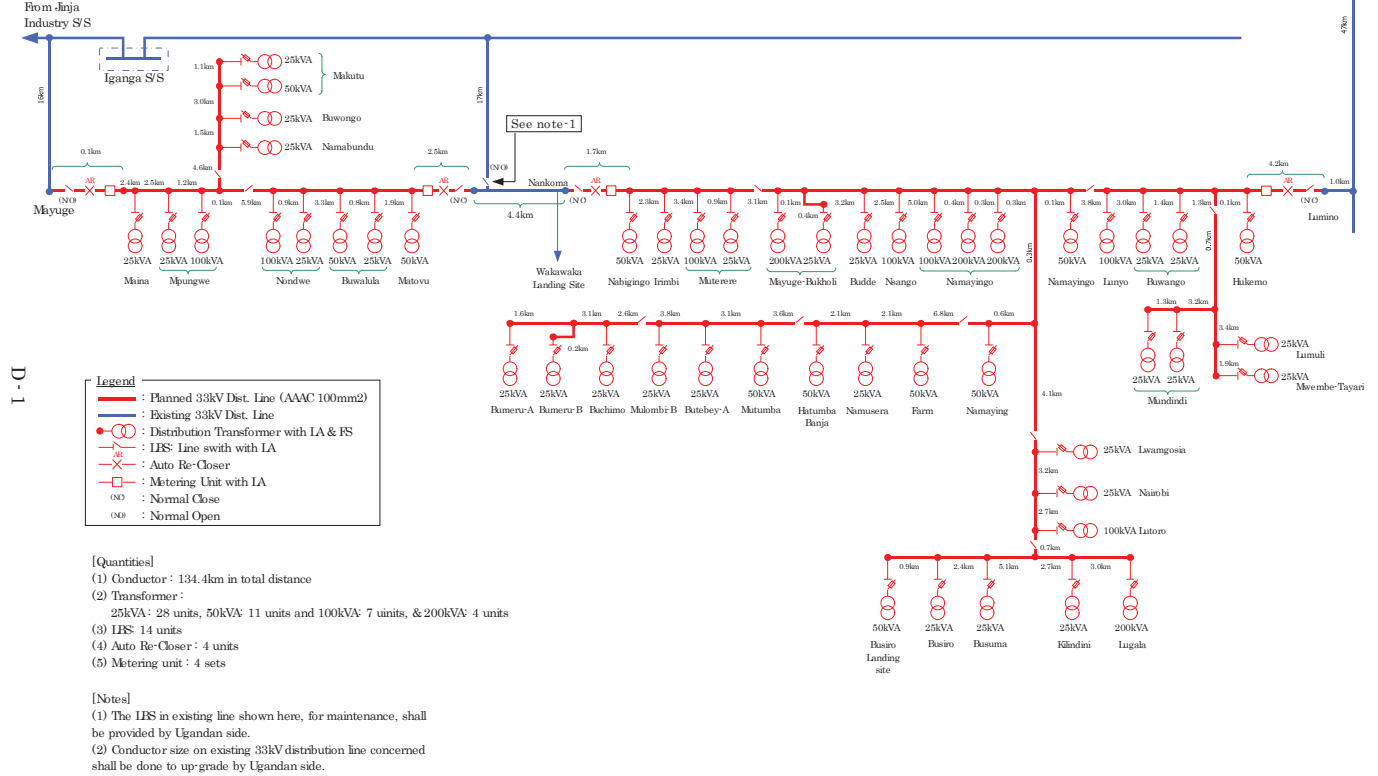 From Jinja
Industry S/S
47km
Iganga S/S
16km
17km
1.1km
25kVA
50kVA
Makutu
3.0km
25kVA Buwongo
1.5km
25kVA Namabundu
4.6km
See note-1
0.1km
2.5km
1.7km
4.2km
AR
(NO)
Mayuge
2.4km 2.5km 1.2km 0.1km 5.9km 0.9km 3.3km 0.8km 1.9km
AR
(NC)
(NO)
Nankoma
4.4km
AR
(NC)
2.3km 3.4km 0.9km 3.1km 0.1km 0.4km 3.2km 2.5km 5.0km 0.4km 0.3km 0.3km
0.1km 3.8km 3.0km 1.4km 1.3km 0.1km
AR
(NC)
1.0km
Lumino
0.3km
0.7km
25kVA 25kVA 100kVA 100kVA 25kVA 50kVA 25kVA 50kVA
Maina Mpungwe Nondwe Buwalula Matovu
Wakawaka
Landing Site
50kVA 25kVA 100kVA 25kVA 200kVA 25kVA 25kVA 100kVA 100kVA 200kVA 200kVA
Nabigingo Irimbi Muterere Mayuge-Bukholi Budde Nsango Namayingo
50kVA 100kVA 25kVA 25kVA 50kVA
Namayingo Lunyo Buwango Hukemo
1.6km 3.1km 2.6km 3.8km 3.1km 3.6km 2.1km 2.1km 6.8km 0.6km
0.2km
25kVA 25kVA 25kVA 25kVA 25kVA 50kVA 50kVA 25kVA 50kVA 50kVA
Bumeru-A Bumeru-B Buchimo Mulombi-B Butebey-A Mutumba Hatumba Namusera Farm Namaying
Banja
1.3km 3.2km
3.4km
25kVA
Lumuli
1.9km
25kVA
Mwembe-Tayari
25kVA 25kVA
Mundindi
4.1km
25kVA Lwamgosia
3.2km
25kVA Nairobi
2.7km
100kVA Lutoro
0.7km
0.9km 2.4km 5.1km 2.7km 3.0km
50kVA 25kVA 25kVA 25kVA 200kVA
Busiro Busiro Busuma Kilindini Lugala
Landing
site
D - 1
Legend
: Planned 33kV Dist. Line (AAAC 100mm2)
: Existing 33kV Dist. Line
: Distribution Transformer with LA & FS
: LBS: Line swith with LA
AR
: Auto Re-Closer
: Metering Unit with LA
(NC) : Normal Close
(NO) : Normal Open
[Quantities]
(1) Conductor : 134.4km in total distance
(2) Transformer :
25kVA : 28 units, 50kVA: 11 units and 100kVA: 7 uinits, & 200kVA: 4 units
(3) LBS: 14 units
(4) Auto Re-Closer : 4 units
(5) Metering unit : 4 sets
[Notes]
(1) The LBS in existing line shown here, for maintenance, shall
be provided by Ugandan side.
(2) Conductor size on existing 33kV distribution line concerned
shall be done to up-grade by Ugandan side.